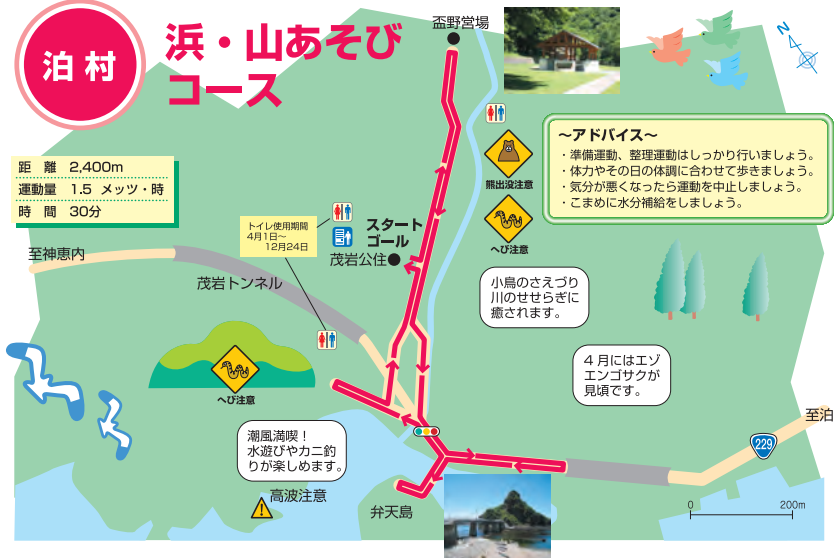 泊村
浜・山あそび
コース
盃野営場
N
距　離　2,400m
運動量　1.5　メッツ・時
時　間　30分
～アドバイス～
・準備運動、整理運動はしっかり行いましょう。
・体力やその日の体調に合わせて歩きましょう。
・気分が悪くなったら運動を中止しましょう。
・こまめに水分補給をしましょう。
熊出没注意
へび注意
トイレ使用期間
4月1日～
12月24日
スタート
ゴール
茂岩公住
至神恵内
茂岩トンネル
小鳥のさえずり
川のせせらぎに
癒されます。
4月にはエゾ
エンゴサクが
見頃です。
へび注意
至泊
229
潮風満喫！
水遊びやカニ釣
りが楽しめます。
高波注意
弁天島
0 200m